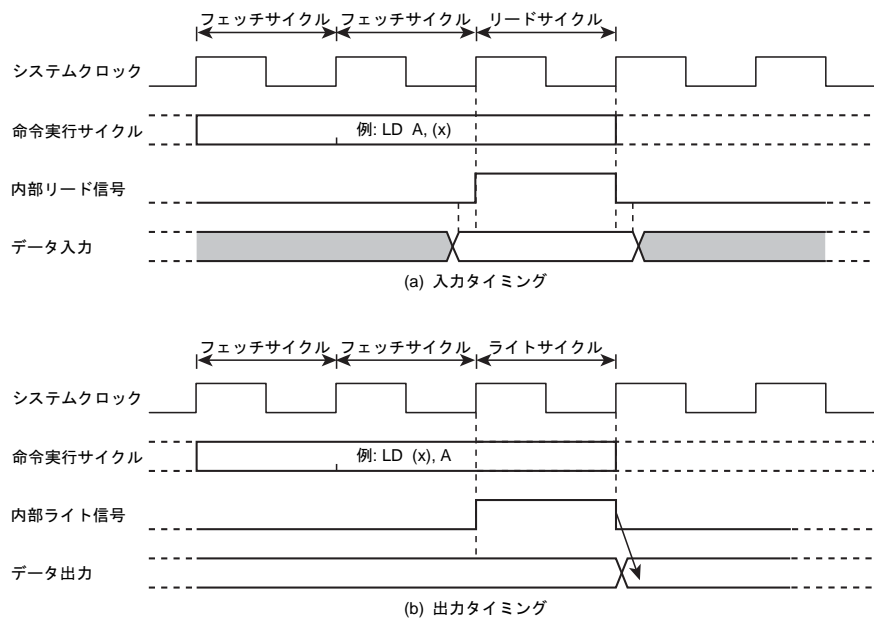 フェッチサイクル フェッチサイクル リードサイクル
システムクロック
命令実行サイクル 例: LD A, (x)
内部リード信号
データ入力
(a) 入力タイミング
フェッチサイクル フェッチサイクル ライトサイクル
システムクロック
命令実行サイクル 例: LD (x), A
内部ライト信号
データ出力
(b) 出力タイミング